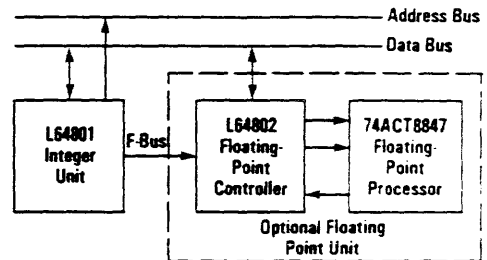 Address Bus
Data Bus
L64801
Integer
Unit
F-Bus
L64802
Floating-
Point
Controller
74ACT8847
Floating-
Point
Processor
Optional Floating
Point Unit